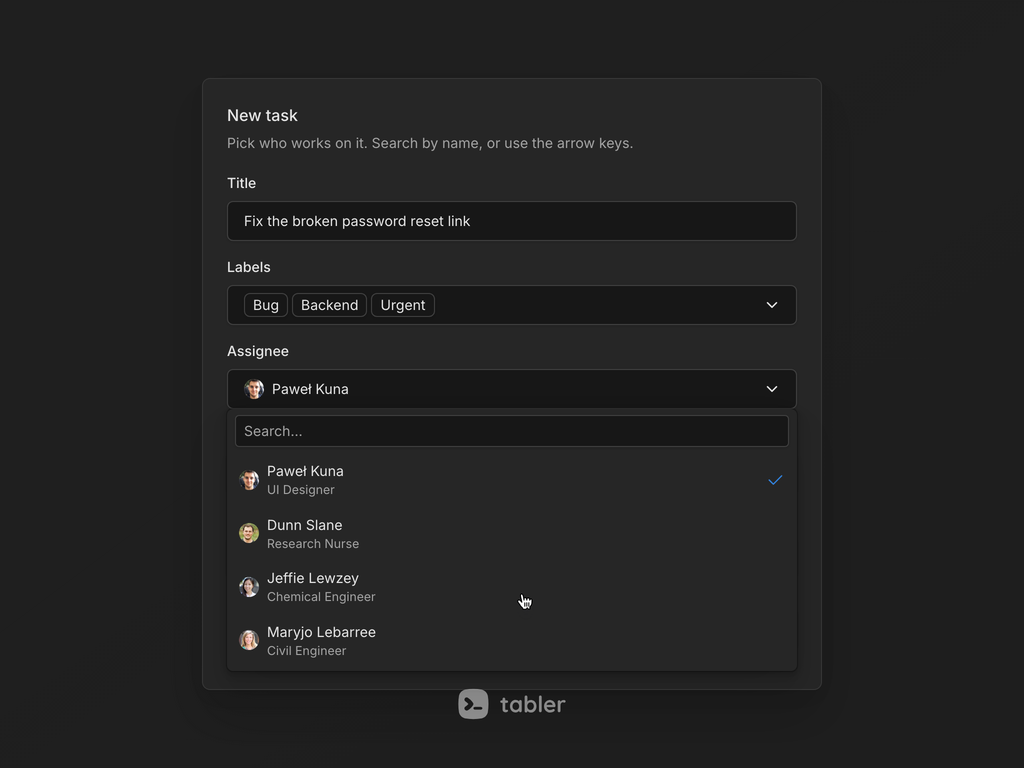 New task
Pick who works on it. Search by name, or use the arrow keys.
Title
Fix the broken password reset link
Labels
Bug Backend Urgent
Assignee
Paweł Kuna
Search...
Paweł Kuna
UI Designer
Dunn Slane
Research Nurse
Jeffie Lewzey
Chemical Engineer
Maryjo Lebarree
Civil Engineer
tabler